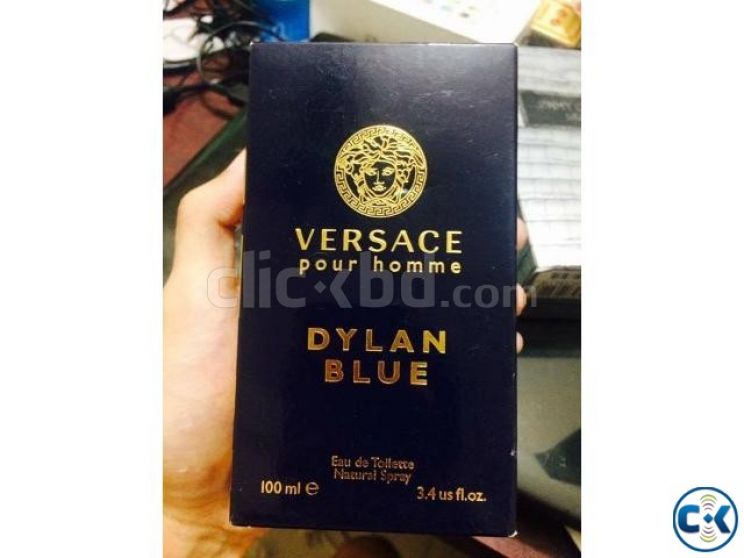 VERSACE
pour homme
clickbd.com
DYLAN
BLUE
Eau de Toilette
Natural Spray
100 ml e
3.4 us fl.oz.
CK